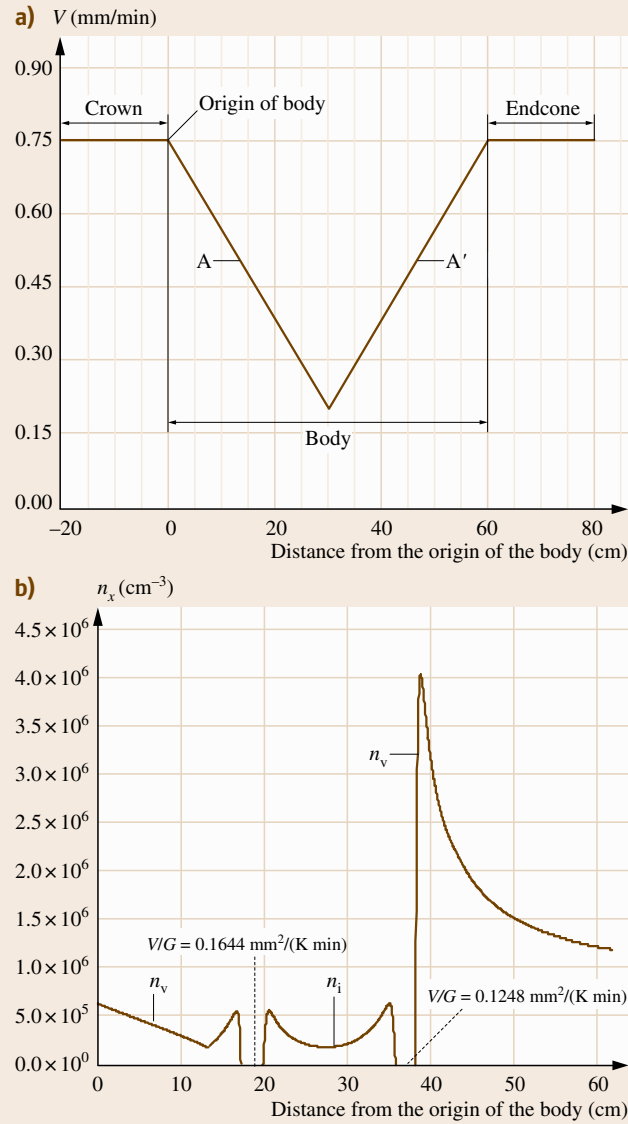 a) V (mm/min)
0.90
Crown
Origin of body
Endcone
0.75
0.60
A
A′
0.45
0.30
0.15
Body
0.00
–20 0 20 40 60 80
Distance from the origin of the body (cm)
b) nₓ (cm⁻³)
4.5 × 10⁶
4.0 × 10⁶
3.5 × 10⁶
nᵥ
3.0 × 10⁶
2.5 × 10⁶
2.0 × 10⁶
1.5 × 10⁶
V/G = 0.1644 mm²/(K min)
1.0 × 10⁶
nᵥ
nᵢ
V/G = 0.1248 mm²/(K min)
5.0 × 10⁵
0.0 × 10⁰
0 10 20 30 40 50 60
Distance from the origin of the body (cm)